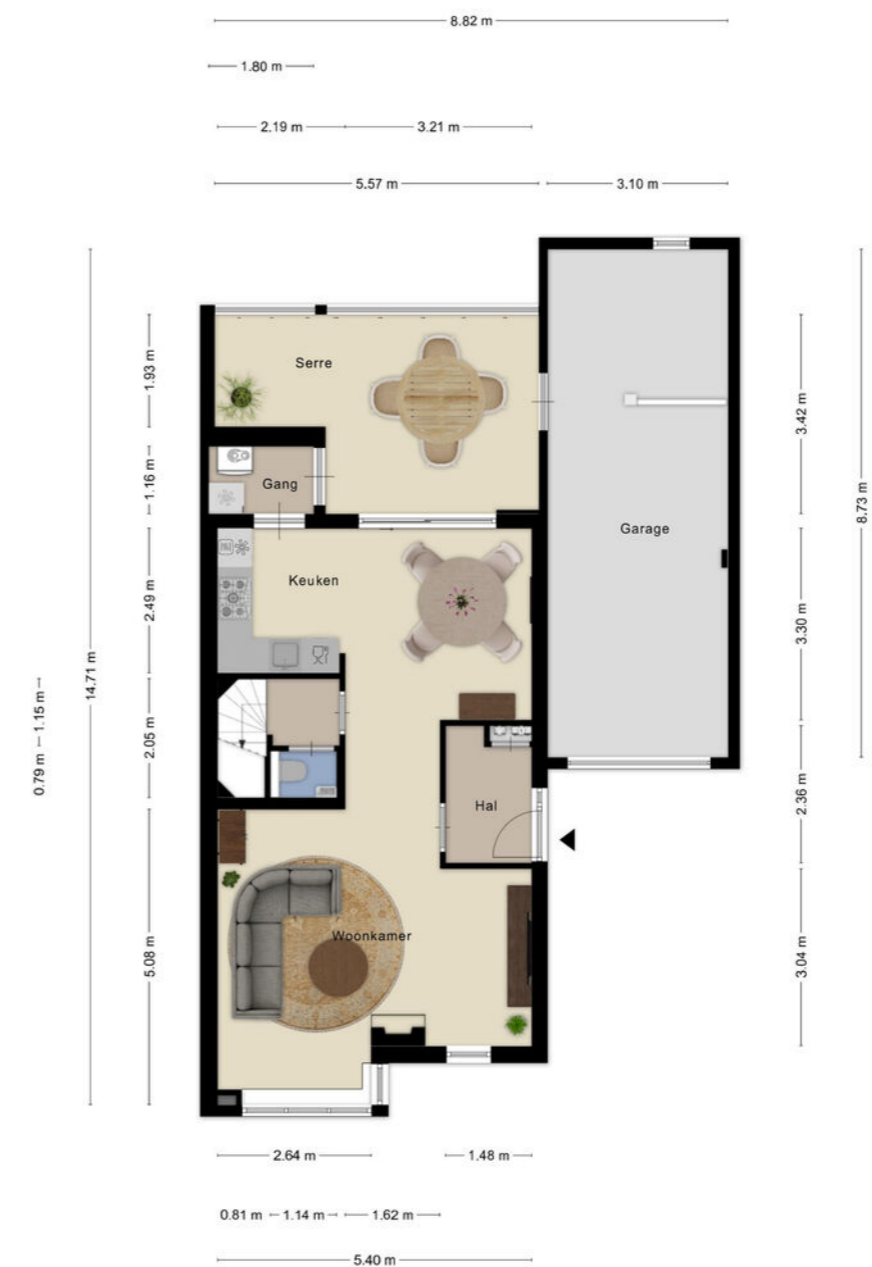 8.82 m
1.80 m
2.19 m 3.21 m
5.57 m 3.10 m
Serre
1.93 m
3.42 m
1.16 m
Gang
8.73 m
Garage
Keuken
2.49 m
3.30 m
14.71 m
1.15 m
0.79 m
2.05 m
2.36 m
Hal
Woonkamer
5.08 m
3.04 m
2.64 m 1.48 m
0.81 m 1.14 m 1.62 m
5.40 m